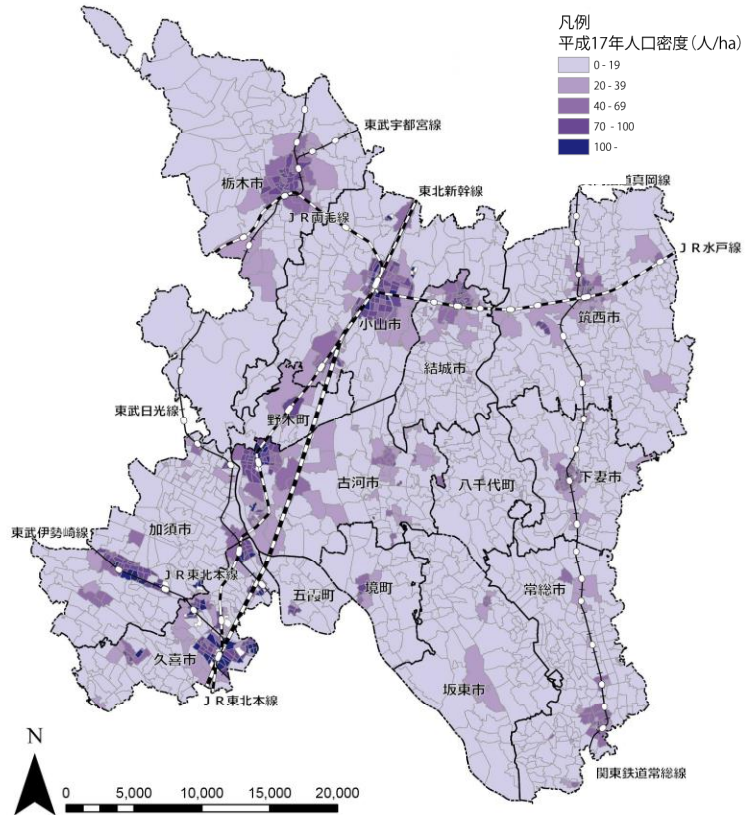 凡例
平成17年人口密度（人/ha）
0 - 19
20 - 39
40 - 69
70 - 100
100 -
東武宇都宮線
栃木市
東北新幹線
道真岡線
ＪＲ両毛線
ＪＲ水戸線
小山市
筑西市
結城市
東武日光線
野木町
古河市
八千代町
下妻市
加須市
東武伊勢崎線
ＪＲ東北本線
五霞町
境町
常総市
久喜市
坂東市
ＪＲ東北本線
関東鉄道常総線
N
0 5,000 10,000 15,000 20,000